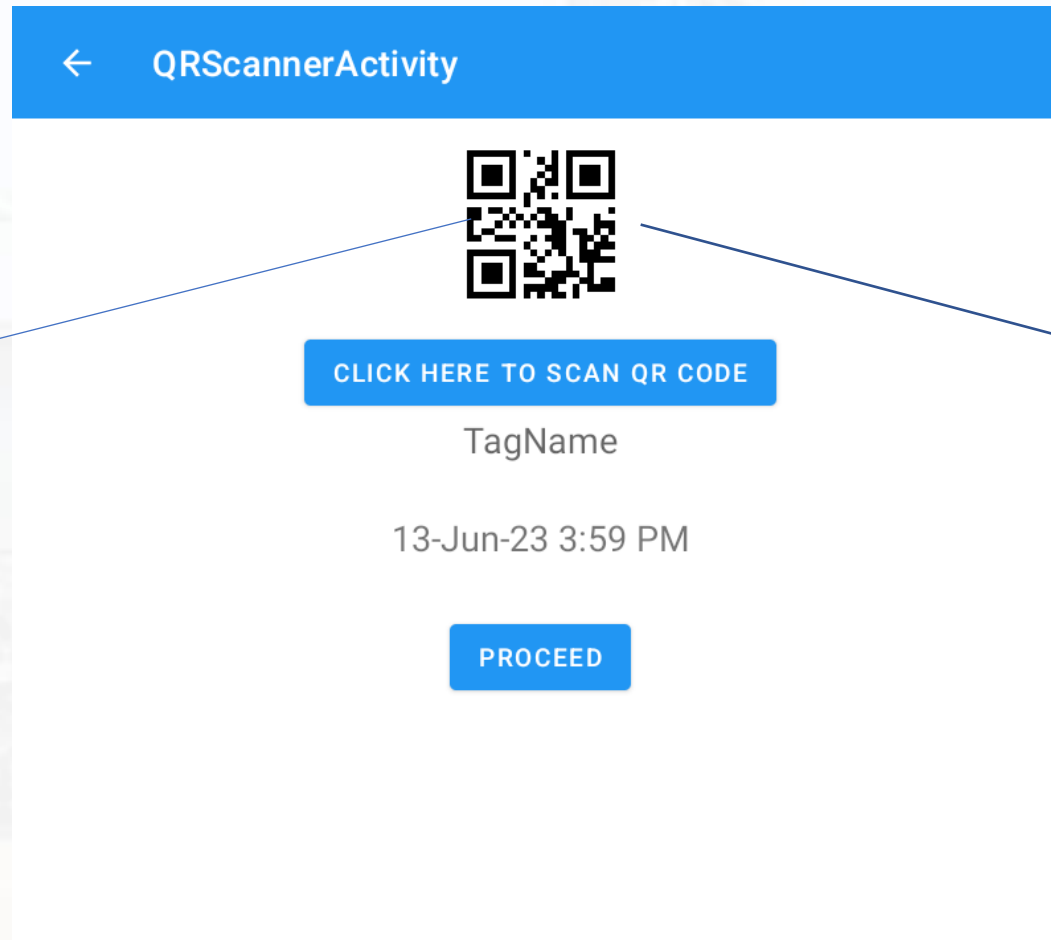 QRScannerActivity
CLICK HERE TO SCAN QR CODE
TagName
13-Jun-23 3:59 PM
PROCEED